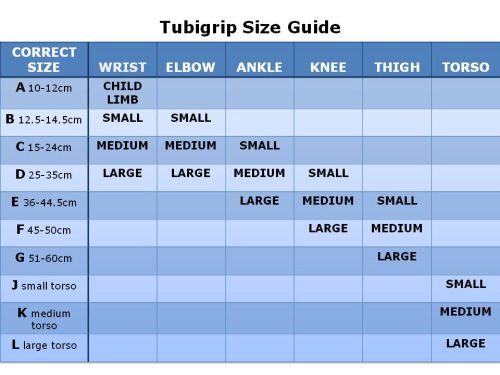 Tubigrip Size Guide
CORRECT SIZE WRIST ELBOW ANKLE KNEE THIGH TORSO
A 10-12cm CHILD LIMB
B 12.5-14.5cm SMALL SMALL
C 15-24cm MEDIUM MEDIUM SMALL
D 25-35cm LARGE LARGE MEDIUM SMALL
E 36-44.5cm LARGE MEDIUM SMALL
F 45-50cm LARGE MEDIUM
G 51-60cm LARGE
J small torso SMALL
K medium torso MEDIUM
L large torso LARGE